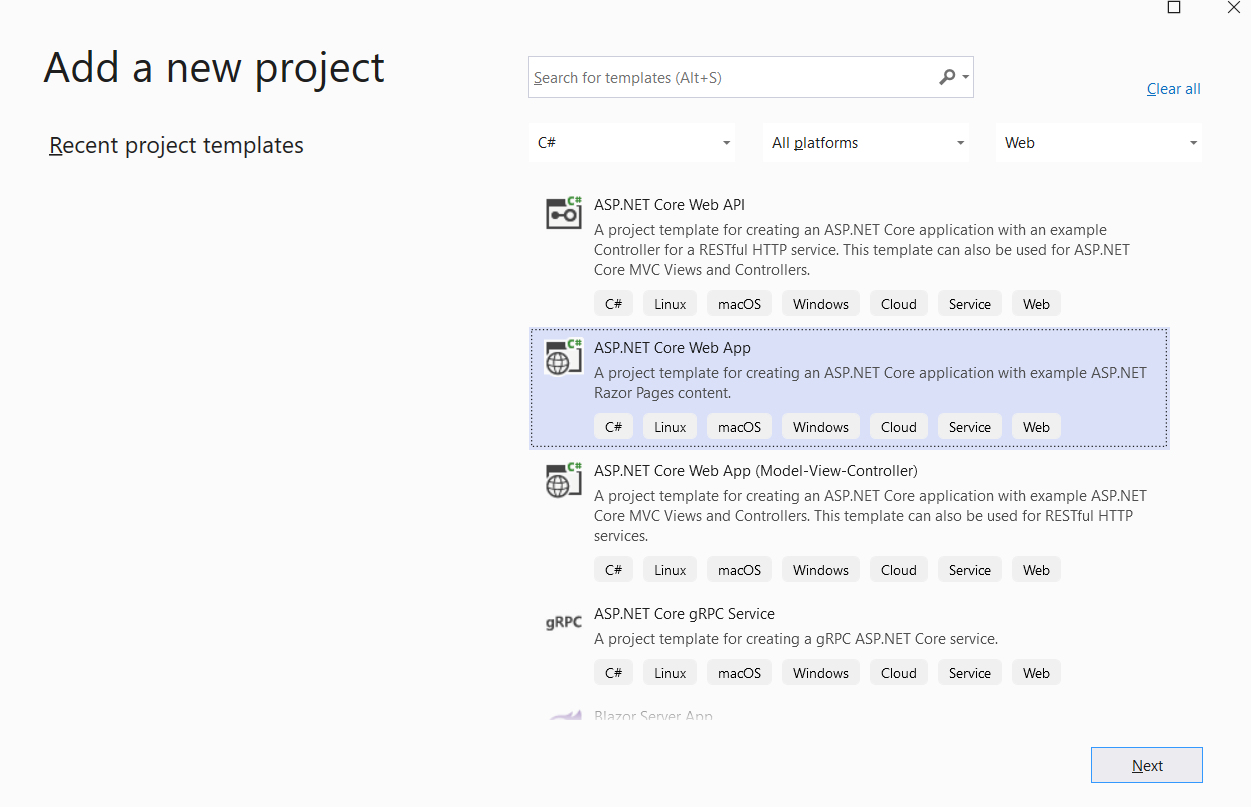 Add a new project
Search for templates (Alt+S)
Clear all
Recent project templates
C#
All platforms
Web
C#
ASP.NET Core Web API
A project template for creating an ASP.NET Core application with an example
Controller for a RESTful HTTP service. This template can also be used for ASP.NET
Core MVC Views and Controllers.
C# Linux macOS Windows Cloud Service Web
C#
ASP.NET Core Web App
A project template for creating an ASP.NET Core application with example ASP.NET
Razor Pages content.
C# Linux macOS Windows Cloud Service Web
C#
ASP.NET Core Web App (Model-View-Controller)
A project template for creating an ASP.NET Core application with example ASP.NET
Core MVC Views and Controllers. This template can also be used for RESTful HTTP
services.
C# Linux macOS Windows Cloud Service Web
gRPC
ASP.NET Core gRPC Service
A project template for creating a gRPC ASP.NET Core service.
C# Linux macOS Windows Cloud Service Web
Blazor Server App
Next